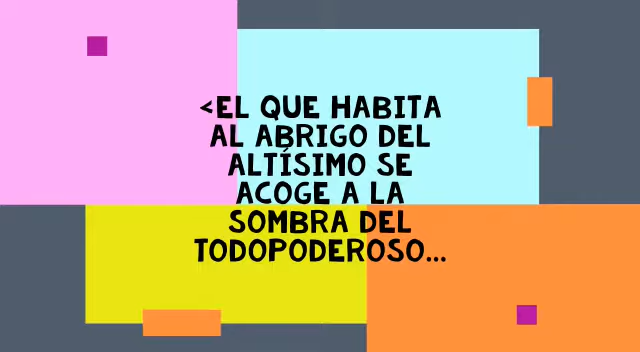 <EL QUE HABITA
AL ABRIGO DEL
ALTÍSIMO SE
ACOGE A LA
SOMBRA DEL
TODOPODEROSO...